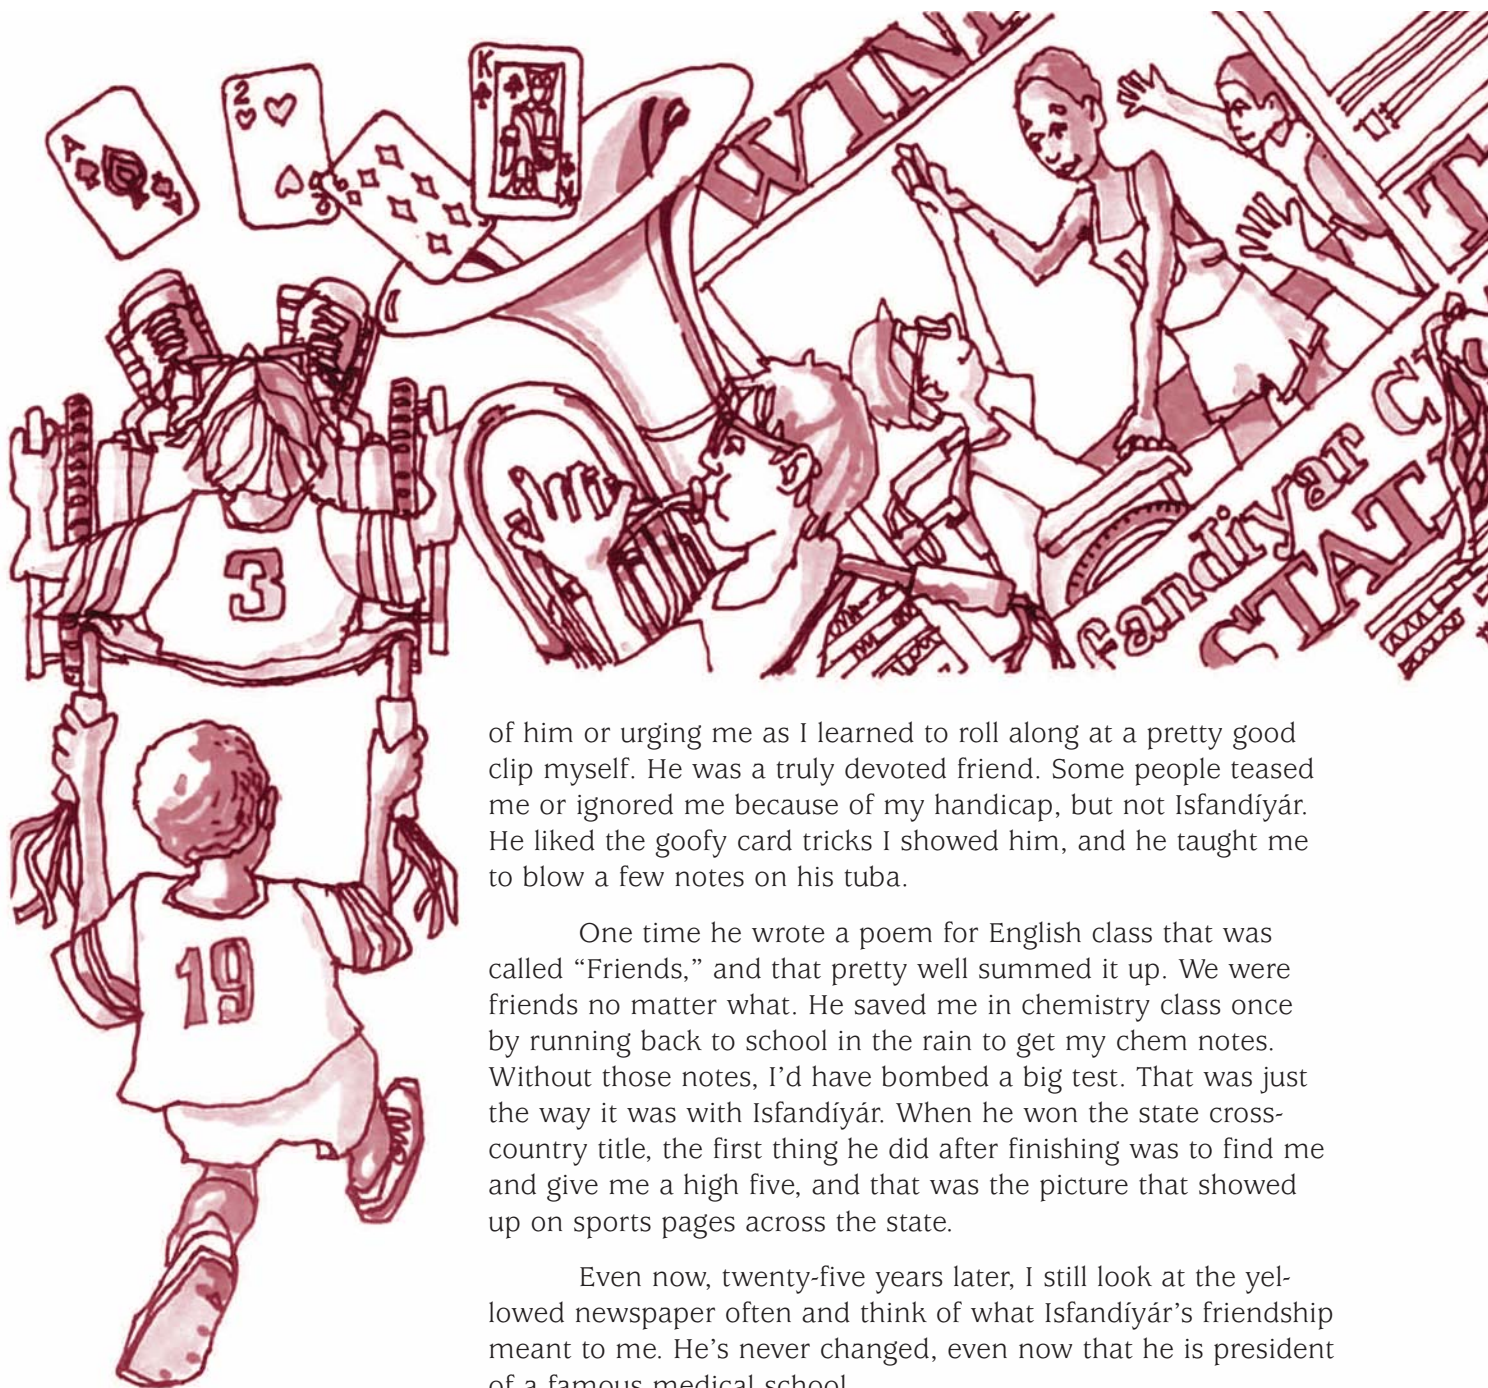 A
2
K
WIN
T
3
fandiyar C
STAT
19
of him or urging me as I learned to roll along at a pretty good
clip myself. He was a truly devoted friend. Some people teased
me or ignored me because of my handicap, but not Isfandíyár.
He liked the goofy card tricks I showed him, and he taught me
to blow a few notes on his tuba.
One time he wrote a poem for English class that was
called “Friends,” and that pretty well summed it up. We were
friends no matter what. He saved me in chemistry class once
by running back to school in the rain to get my chem notes.
Without those notes, I’d have bombed a big test. That was just
the way it was with Isfandíyár. When he won the state cross-
country title, the first thing he did after finishing was to find me
and give me a high five, and that was the picture that showed
up on sports pages across the state.
Even now, twenty-five years later, I still look at the yel-
lowed newspaper often and think of what Isfandíyár’s friendship
meant to me. He’s never changed, even now that he is president
of a famous medical school.